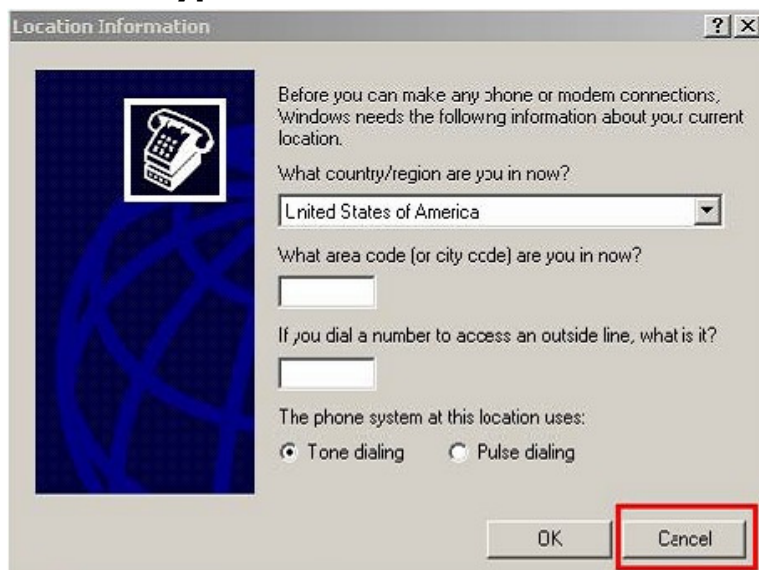 Location Information
Before you can make any phone or modem connections,
Windows needs the following information about your current
location.
What country/region are you in now?
United States of America
What area code (or city code) are you in now?
If you dial a number to access an outside line, what is it?
The phone system at this location uses:
Tone dialing Pulse dialing
OK Cancel